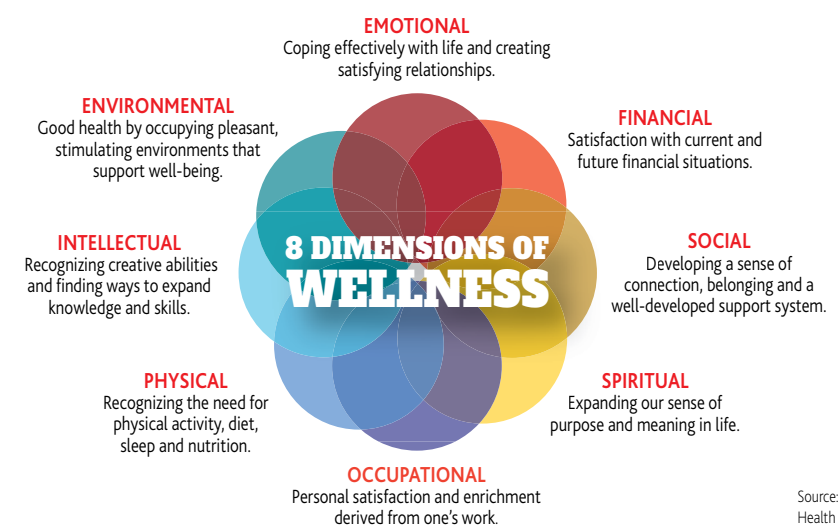 EMOTIONAL
Coping effectively with life and creating
satisfying relationships.
ENVIRONMENTAL
Good health by occupying pleasant,
stimulating environments that
support well-being.
FINANCIAL
Satisfaction with current and
future financial situations.
8 DIMENSIONS OF
WELLNESS
INTELLECTUAL
Recognizing creative abilities
and finding ways to expand
knowledge and skills.
SOCIAL
Developing a sense of
connection, belonging and a
well-developed support system.
PHYSICAL
Recognizing the need for
physical activity, diet,
sleep and nutrition.
SPIRITUAL
Expanding our sense of
purpose and meaning in life.
OCCUPATIONAL
Personal satisfaction and enrichment
derived from one's work.
Source:
Health